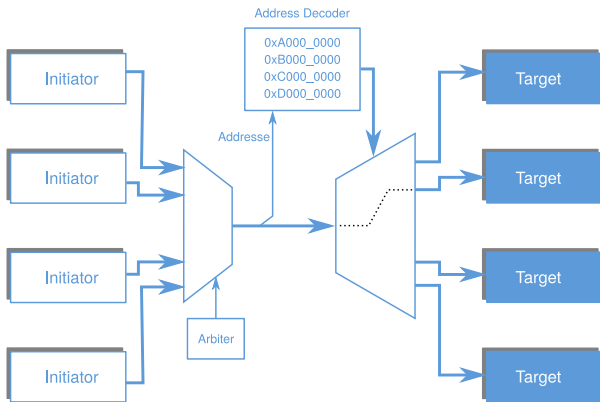 Address Decoder
0xA000_0000
0xB000_0000
0xC000_0000
0xD000_0000
Addresse
Initiator
Initiator
Initiator
Initiator
Arbiter
Target
Target
Target
Target